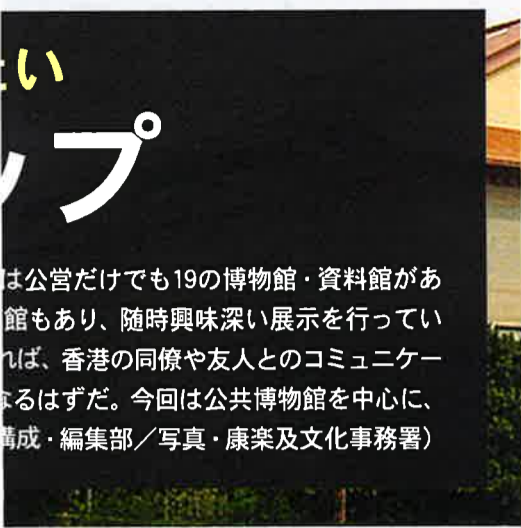 い
ップ
は公営だけでも19の博物館・資料館があ
館もあり、随時興味深い展示を行ってい
れば、香港の同僚や友人とのコミュニケー
なるはずだ。今回は公共博物館を中心に、
構成・編集部／写真・康楽及文化事務署）